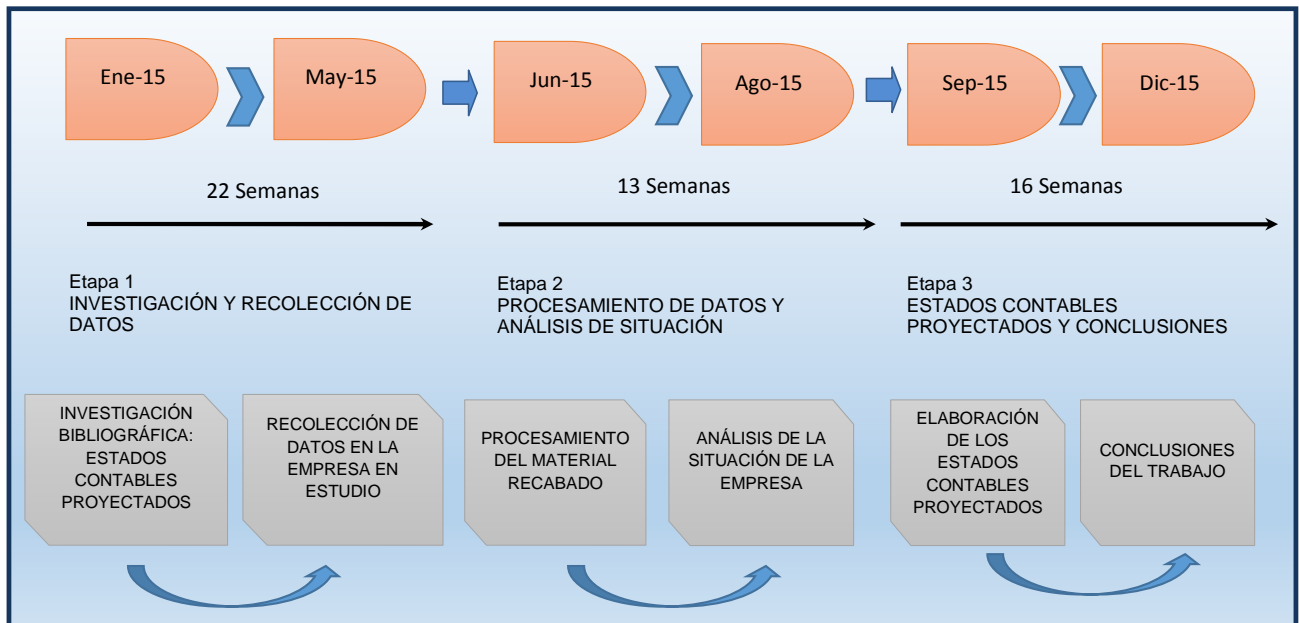 Ene-15
May-15
Jun-15
Ago-15
Sep-15
Dic-15
22 Semanas
13 Semanas
16 Semanas
Etapa 1
INVESTIGACIÓN Y RECOLECCIÓN DE
DATOS
Etapa 2
PROCESAMIENTO DE DATOS Y
ANÁLISIS DE SITUACIÓN
Etapa 3
ESTADOS CONTABLES
PROYECTADOS Y CONCLUSIONES
INVESTIGACIÓN
BIBLIOGRÁFICA:
ESTADOS
CONTABLES
PROYECTADOS
RECOLECCIÓN DE
DATOS EN LA
EMPRESA EN
ESTUDIO
PROCESAMIENTO
DEL MATERIAL
RECABADO
ANÁLISIS DE LA
SITUACIÓN DE LA
EMPRESA
ELABORACIÓN
DE LOS
ESTADOS
CONTABLES
PROYECTADOS
CONCLUSIONES
DEL TRABAJO